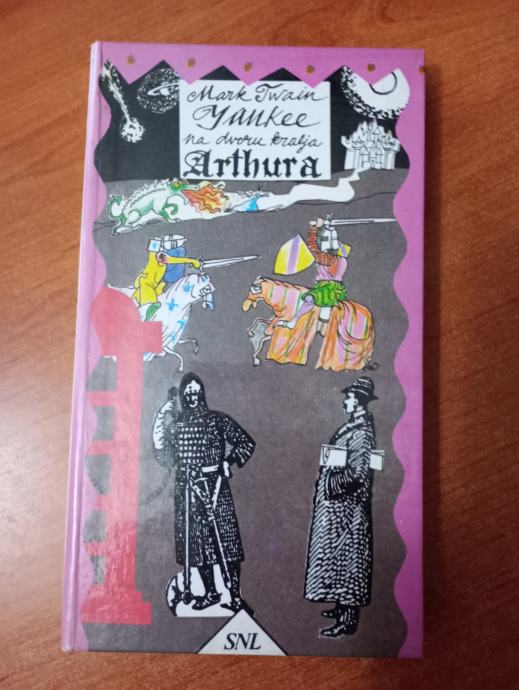 Mark Twain
Yankee
na dvoru kralja
Arthura
SNL